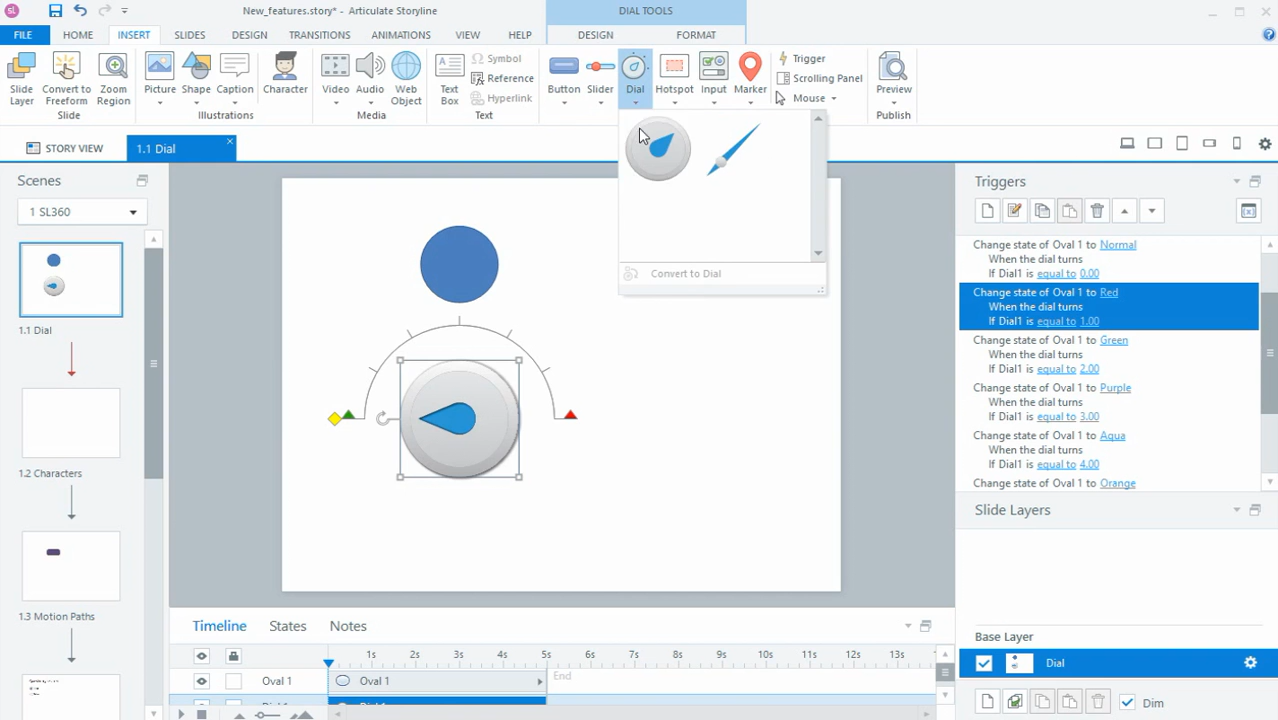 sl
New_features.story* - Articulate Storyline
DIAL TOOLS
FILE
HOME
INSERT
SLIDES
DESIGN
TRANSITIONS
ANIMATIONS
VIEW
HELP
DESIGN
FORMAT
Slide Layer
Convert to Freeform
Zoom Region
Slide
Picture
Shape
Caption
Illustrations
Character
Video
Audio
Web Object
Media
Text Box
Symbol
Reference
Hyperlink
Text
Button
Slider
Dial
Hotspot
Input
Marker
Trigger
Scrolling Panel
Mouse
Preview
Publish
Convert to Dial
STORY VIEW
1.1 Dial
Scenes
1 SL360
1.1 Dial
1.2 Characters
1.3 Motion Paths
Triggers
Change state of Oval 1 to Normal
When the dial turns
If Dial1 is equal to 0.00
Change state of Oval 1 to Red
When the dial turns
If Dial1 is equal to 1.00
Change state of Oval 1 to Green
When the dial turns
If Dial1 is equal to 2.00
Change state of Oval 1 to Purple
When the dial turns
If Dial1 is equal to 3.00
Change state of Oval 1 to Aqua
When the dial turns
If Dial1 is equal to 4.00
Change state of Oval 1 to Orange
Slide Layers
Base Layer
Dial
Dim
Timeline
States
Notes
1s 2s 3s 4s 5s 6s 7s 8s 9s 10s 11s 12s 13s
Oval 1
Oval 1
End